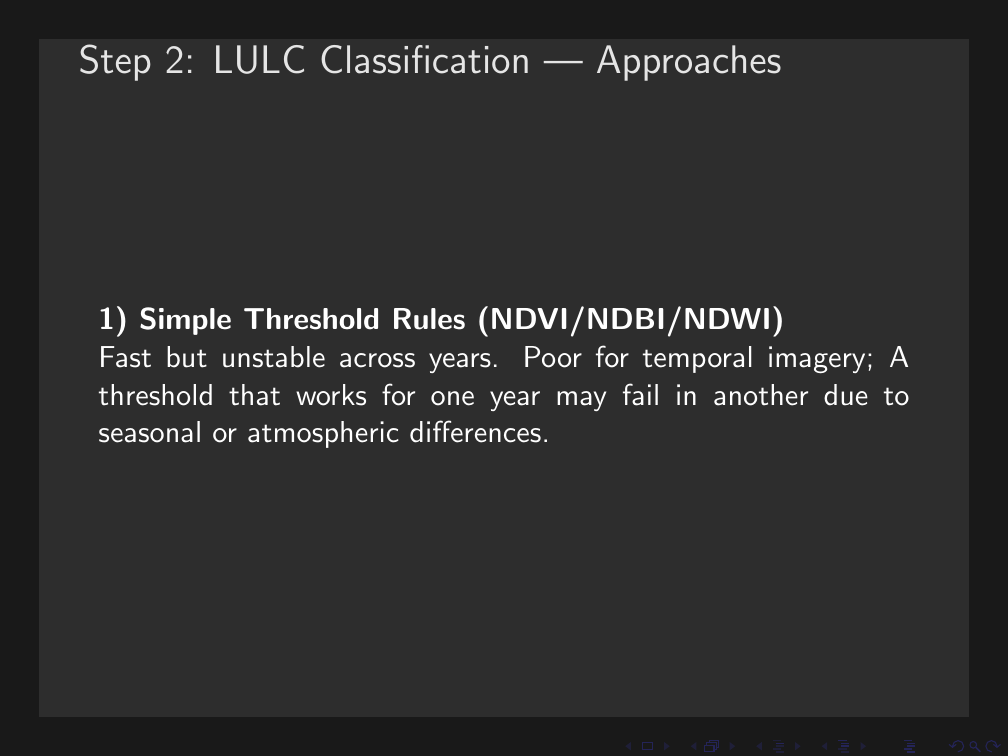 Step 2: LULC Classification — Approaches
1) Simple Threshold Rules (NDVI/NDBI/NDWI)
Fast but unstable across years. Poor for temporal imagery; A
threshold that works for one year may fail in another due to
seasonal or atmospheric differences.